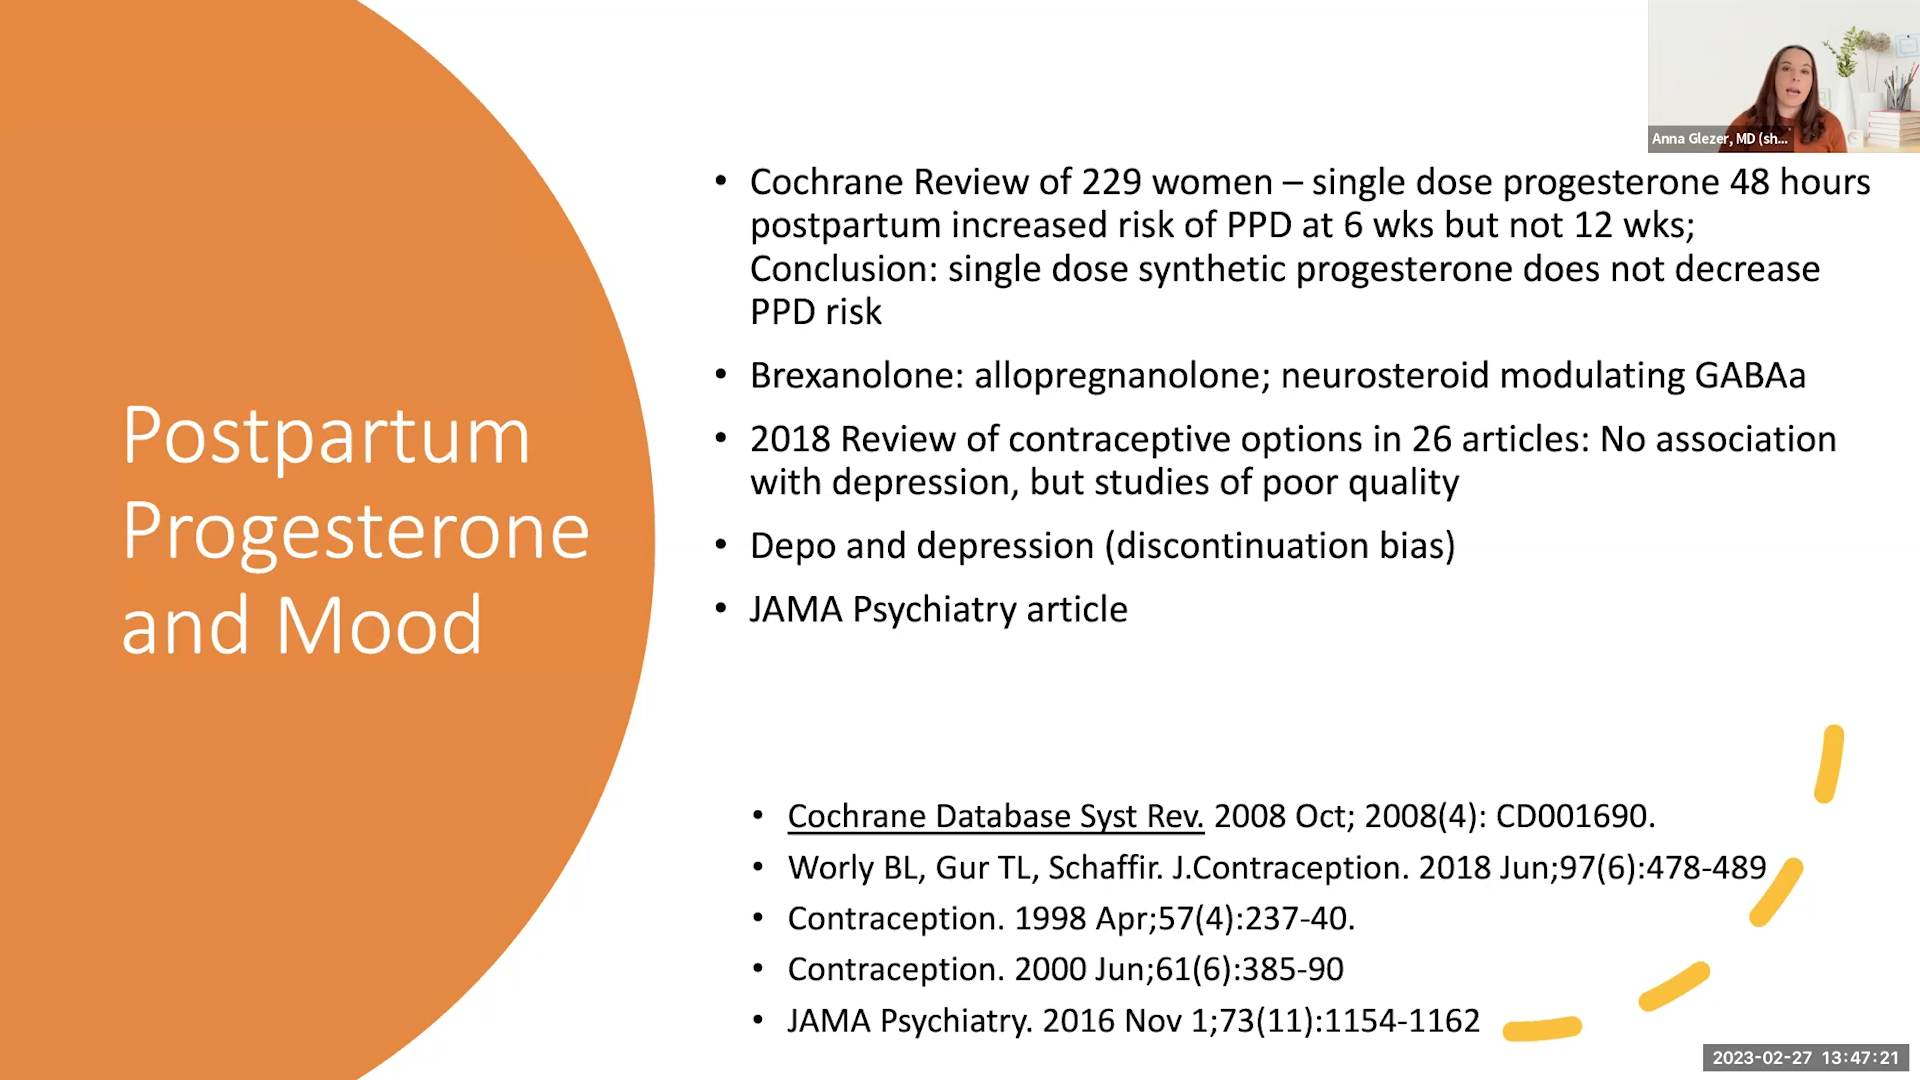 Postpartum
Progesterone
and Mood
• Cochrane Review of 229 women – single dose progesterone 48 hours
postpartum increased risk of PPD at 6 wks but not 12 wks;
Conclusion: single dose synthetic progesterone does not decrease
PPD risk
• Brexanolone: allopregnanolone; neurosteroid modulating GABAa
• 2018 Review of contraceptive options in 26 articles: No association
with depression, but studies of poor quality
• Depo and depression (discontinuation bias)
• JAMA Psychiatry article
• Cochrane Database Syst Rev. 2008 Oct; 2008(4): CD001690.
• Worly BL, Gur TL, Schaffir. J.Contraception. 2018 Jun;97(6):478-489
• Contraception. 1998 Apr;57(4):237-40.
• Contraception. 2000 Jun;61(6):385-90
• JAMA Psychiatry. 2016 Nov 1;73(11):1154-1162
Anna Glezer, MD (sh...
2023-02-27 13:47:21